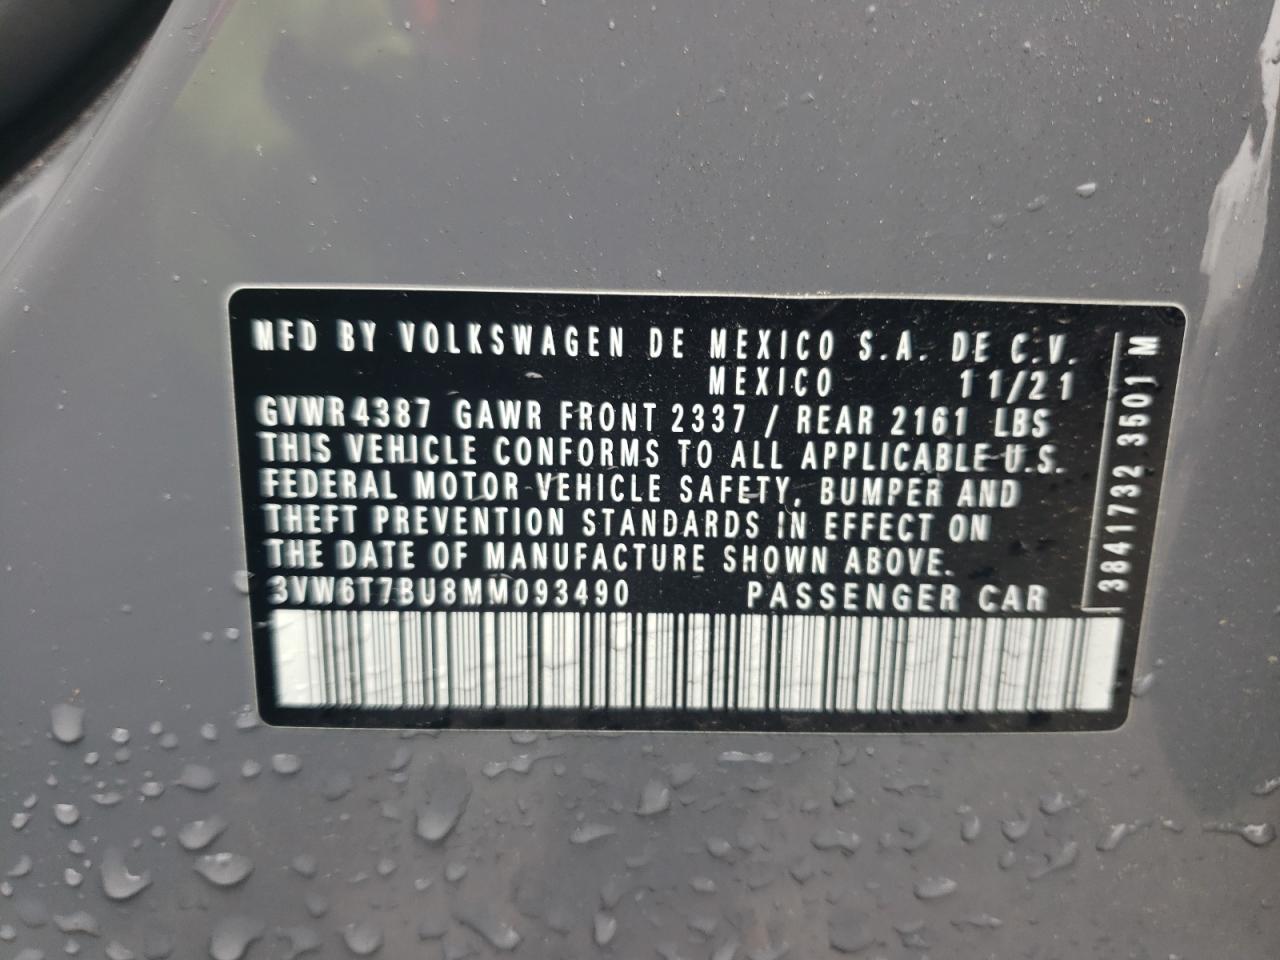 MFD BY VOLKSWAGEN DE MEXICO S.A. DE C.V.
MEXICO 11/21
GVWR 4387 GAWR FRONT 2337 / REAR 2161 LBS
THIS VEHICLE CONFORMS TO ALL APPLICABLE U.S.
FEDERAL MOTOR VEHICLE SAFETY, BUMPER AND
THEFT PREVENTION STANDARDS IN EFFECT ON
THE DATE OF MANUFACTURE SHOWN ABOVE.
3VW6T7BU8MM093490 PASSENGER CAR
3841732 3501 M